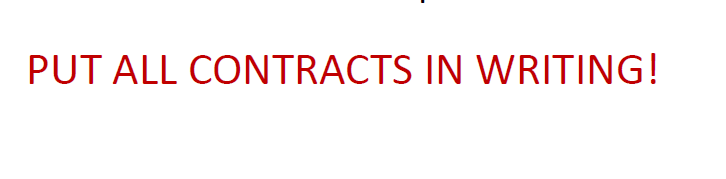 PUT ALL CONTRACTS IN WRITING!